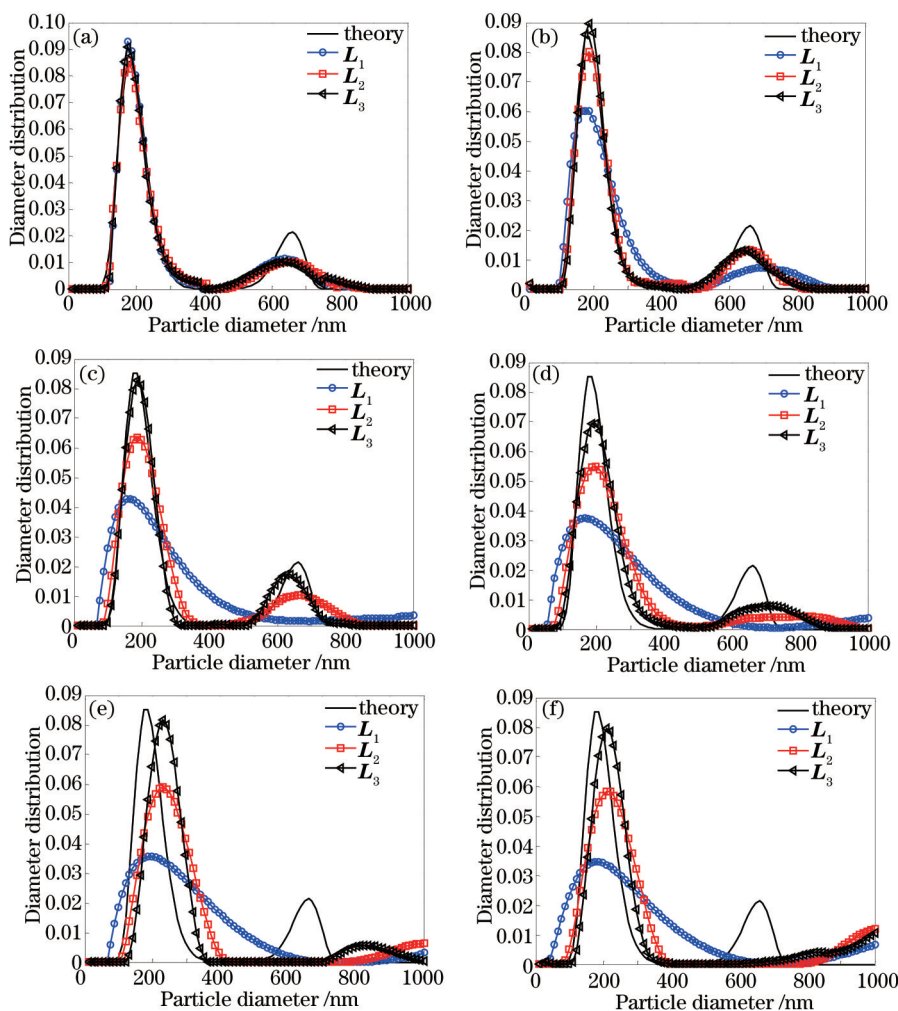 (a)
theory
L1
L2
L3
0.10
0.09
0.08
0.07
0.06
0.05
0.04
0.03
0.02
0.01
0
Diameter distribution
0 200 400 600 800 1000
Particle diameter /nm
(b)
theory
L1
L2
L3
0.09
0.08
0.07
0.06
0.05
0.04
0.03
0.02
0.01
0
Diameter distribution
0 200 400 600 800 1000
Particle diameter /nm
(c)
theory
L1
L2
L3
0.09
0.08
0.07
0.06
0.05
0.04
0.03
0.02
0.01
0
Diameter distribution
0 200 400 600 800 1000
Particle diameter /nm
(d)
theory
L1
L2
L3
0.09
0.08
0.07
0.06
0.05
0.04
0.03
0.02
0.01
0
Diameter distribution
0 200 400 600 800 1000
Particle diameter /nm
(e)
theory
L1
L2
L3
0.09
0.08
0.07
0.06
0.05
0.04
0.03
0.02
0.01
0
Diameter distribution
0 200 400 600 800 1000
Particle diameter /nm
(f)
theory
L1
L2
L3
0.09
0.08
0.07
0.06
0.05
0.04
0.03
0.02
0.01
0
Diameter distribution
0 200 400 600 800 1000
Particle diameter /nm